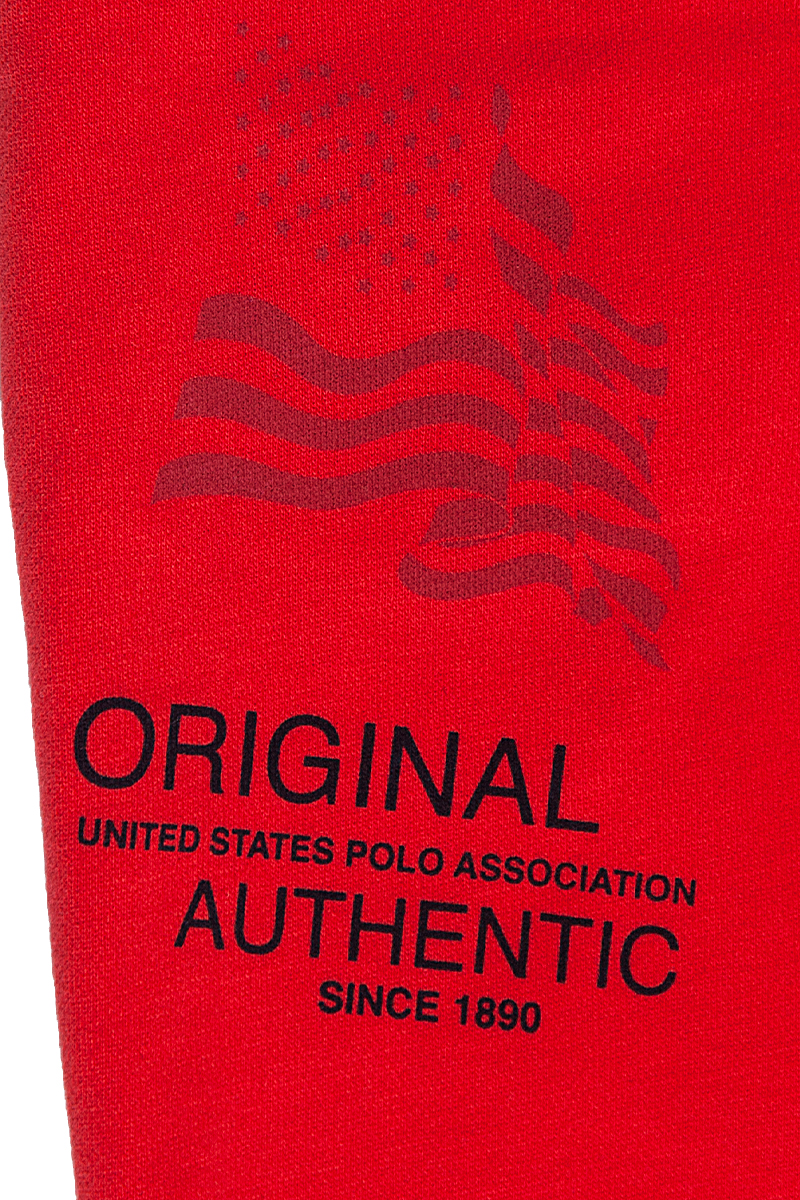 ORIGINAL
UNITED STATES POLO ASSOCIATION
AUTHENTIC
SINCE 1890